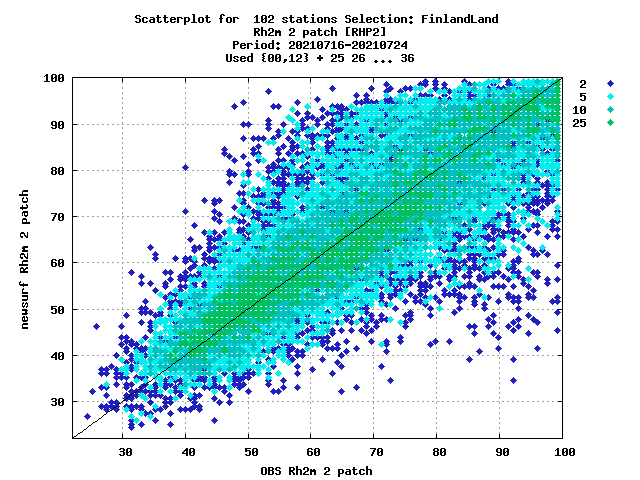 Scatterplot for  102 stations Selection: FinlandLand
Rh2m 2 patch [RHP2]
Period: 20210716-20210724
Used {00,12} + 25 26 ... 36
2
5
10
25
100
90
80
70
60
50
40
30
newsurf Rh2m 2 patch
30 40 50 60 70 80 90 100
OBS Rh2m 2 patch